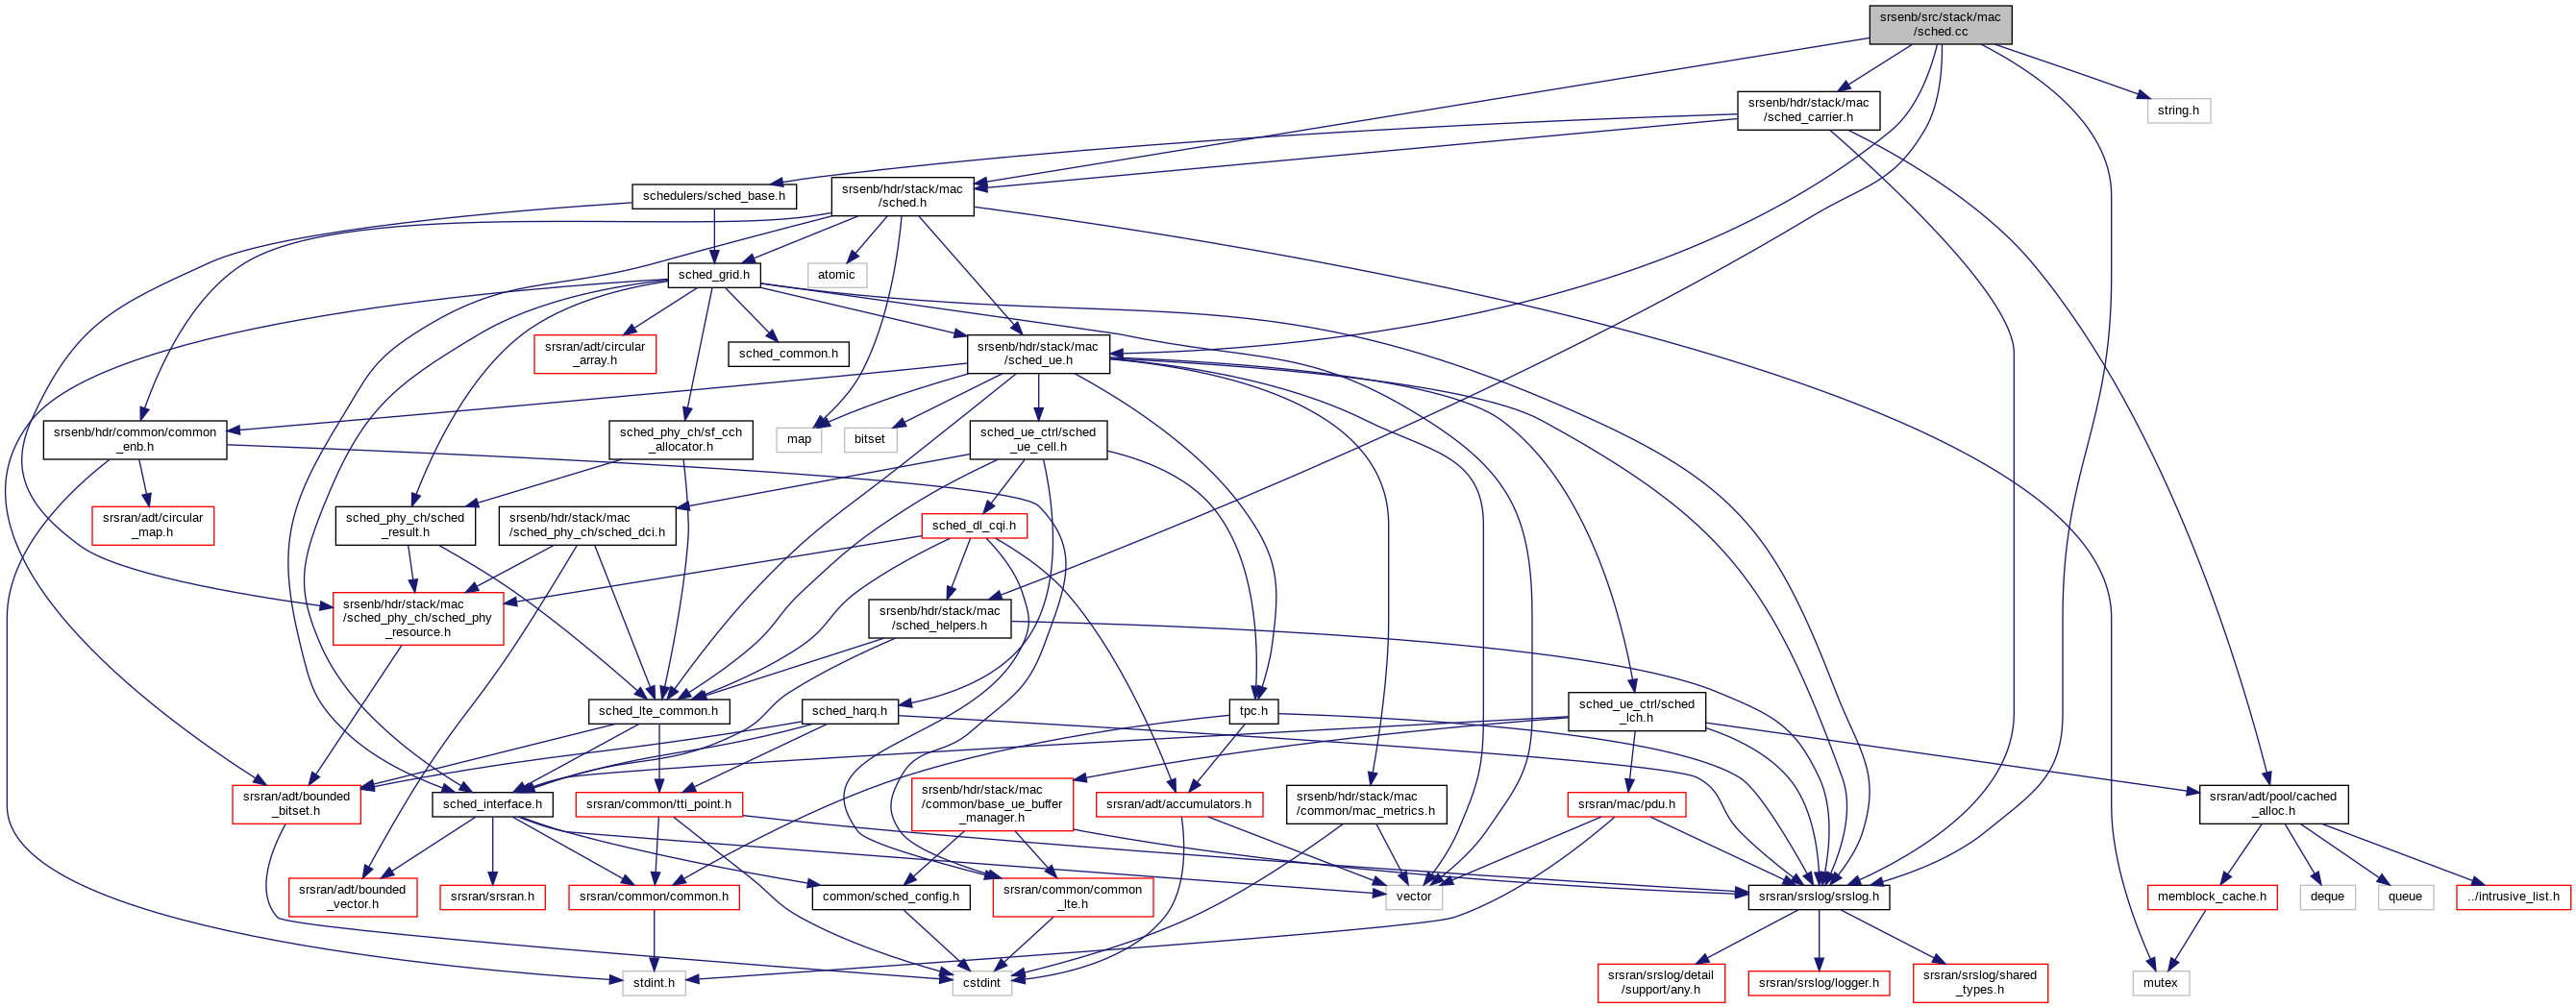 srsenb/src/stack/mac
/sched.cc
srsenb/hdr/stack/mac
/sched_carrier.h
string.h
schedulers/sched_base.h
srsenb/hdr/stack/mac
/sched.h
sched_grid.h
atomic
srsran/adt/circular
_array.h
sched_common.h
srsenb/hdr/stack/mac
/sched_ue.h
srsenb/hdr/common/common
_enb.h
sched_phy_ch/sf_cch
_allocator.h
map
bitset
sched_ue_ctrl/sched
_ue_cell.h
srsran/adt/circular
_map.h
sched_phy_ch/sched
_result.h
srsenb/hdr/stack/mac
/sched_phy_ch/sched_dci.h
sched_dl_cqi.h
srsenb/hdr/stack/mac
/sched_phy_ch/sched_phy
_resource.h
srsenb/hdr/stack/mac
/sched_helpers.h
sched_lte_common.h
sched_harq.h
tpc.h
sched_ue_ctrl/sched
_lch.h
srsran/adt/bounded
_bitset.h
sched_interface.h
srsran/common/tti_point.h
srsenb/hdr/stack/mac
/common/base_ue_buffer
_manager.h
srsran/adt/accumulators.h
srsenb/hdr/stack/mac
/common/mac_metrics.h
srsran/mac/pdu.h
srsran/adt/pool/cached
_alloc.h
srsran/adt/bounded
_vector.h
srsran/srsran.h
srsran/common/common.h
common/sched_config.h
srsran/common/common
_lte.h
vector
srsran/srslog/srslog.h
memblock_cache.h
deque
queue
../intrusive_list.h
stdint.h
cstdint
srsran/srslog/detail
/support/any.h
srsran/srslog/logger.h
srsran/srslog/shared
_types.h
mutex